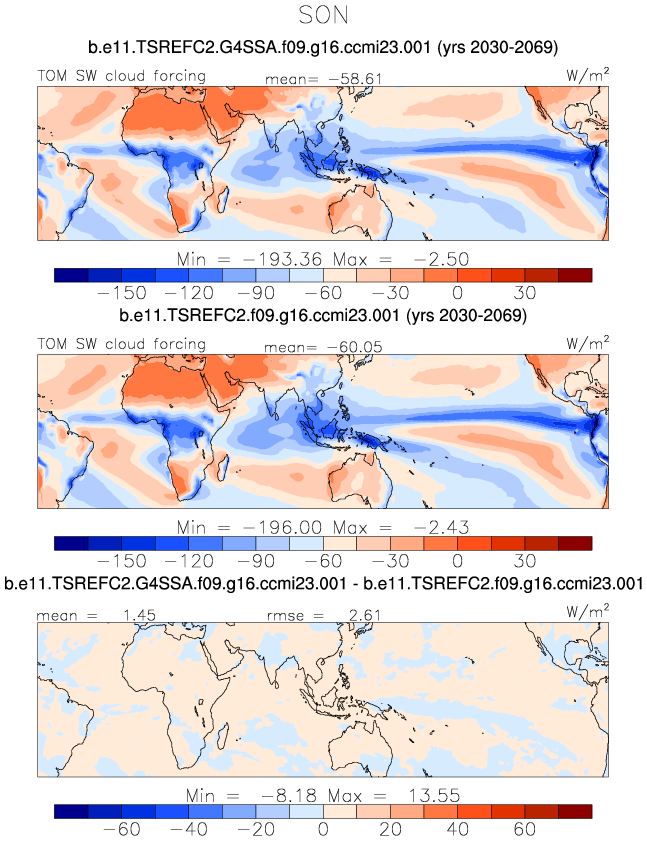 SON
b.e11.TSREFC2.G4SSA.f09.g16.ccmi23.001 (yrs 2030-2069)
TOM SW cloud forcing mean= −58.61 W/m²
Min = −193.36 Max = −2.50
−150 −120 −90 −60 −30 0 30
b.e11.TSREFC2.f09.g16.ccmi23.001 (yrs 2030-2069)
TOM SW cloud forcing mean= −60.05 W/m²
Min = −196.00 Max = −2.43
−150 −120 −90 −60 −30 0 30
b.e11.TSREFC2.G4SSA.f09.g16.ccmi23.001 - b.e11.TSREFC2.f09.g16.ccmi23.001
mean = 1.45 rmse = 2.61 W/m²
Min = −8.18 Max = 13.55
−60 −40 −20 0 20 40 60